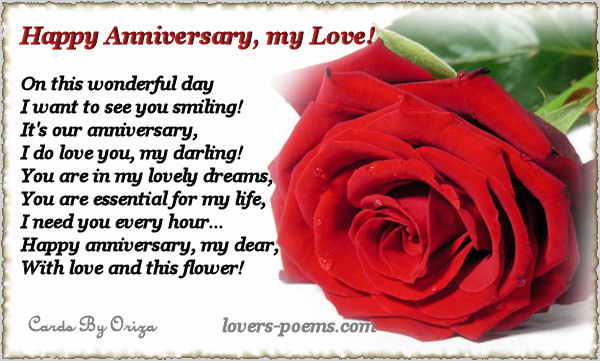 Happy Anniversary, my Love!
On this wonderful day
I want to see you smiling!
It's our anniversary,
I do love you, my darling!
You are in my lovely dreams,
You are essential for my life,
I need you every hour...
Happy anniversary, my dear,
With love and this flower!
Cards By Oriza
lovers-poems.com